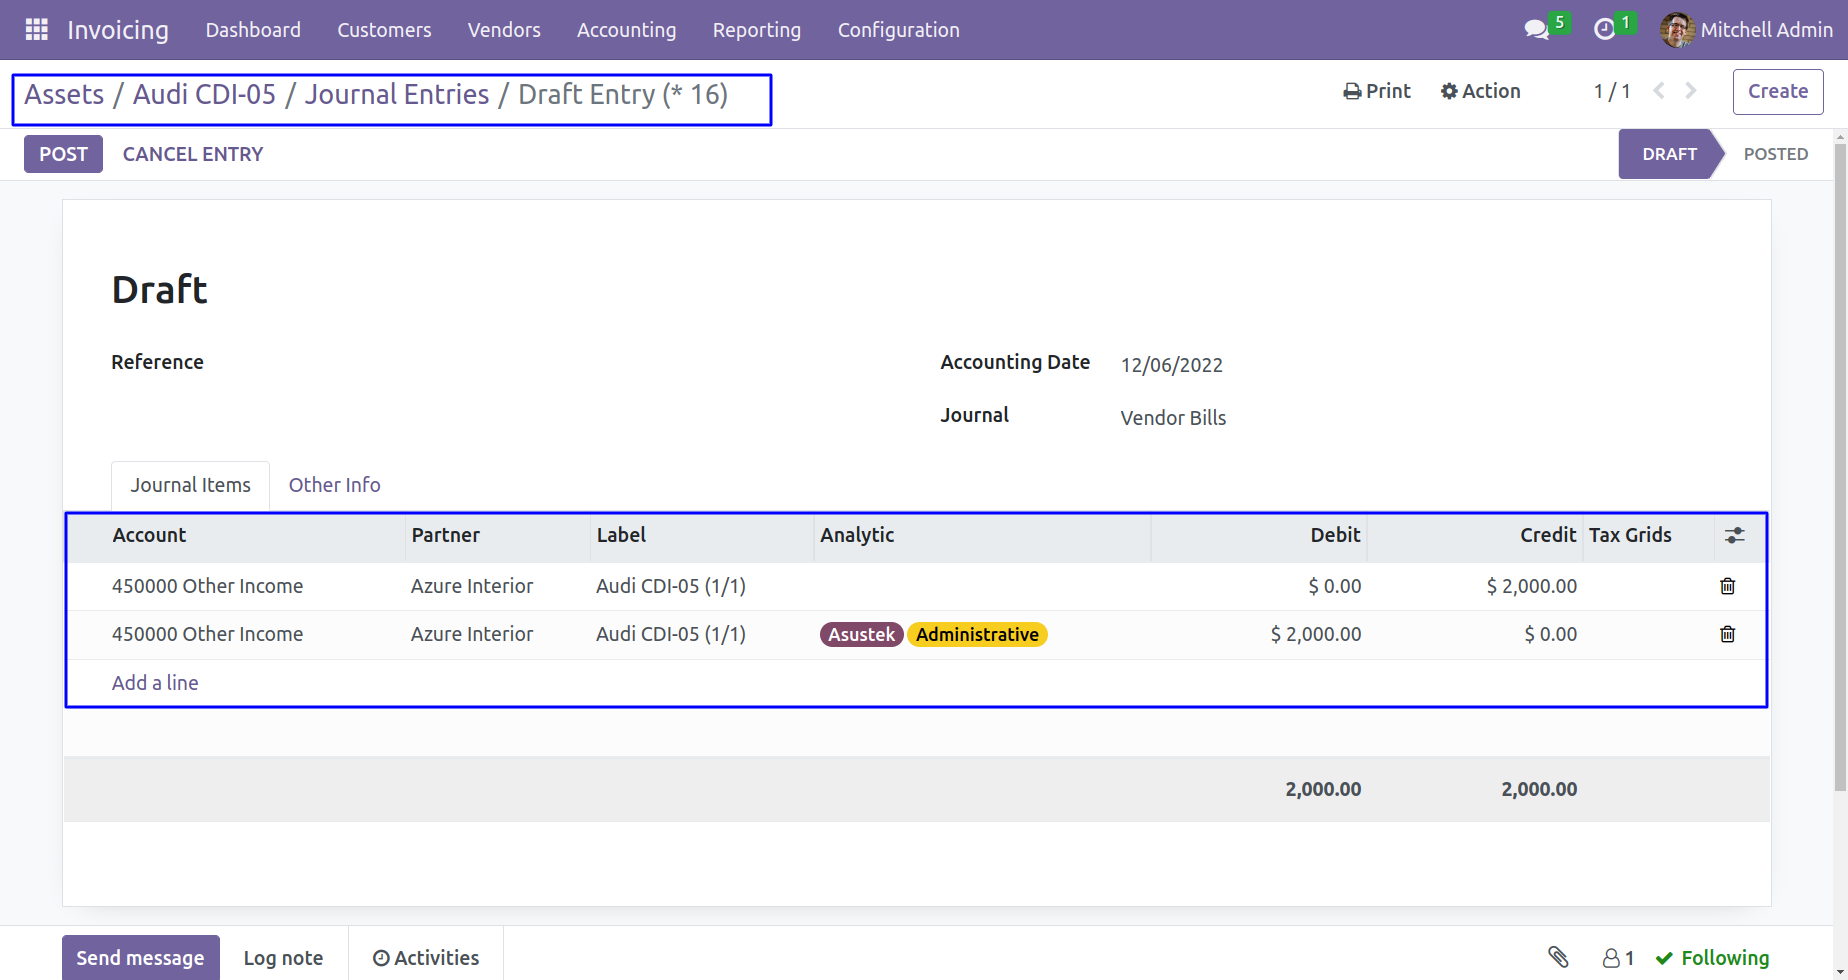 Invoicing Dashboard Customers Vendors Accounting Reporting Configuration 5 1 Mitchell Admin
Assets / Audi CDI-05 / Journal Entries / Draft Entry (* 16) Print Action 1 / 1 Create
POST CANCEL ENTRY DRAFT POSTED
Draft
Reference Accounting Date 12/06/2022
Journal Vendor Bills
Journal Items Other Info
Account Partner Label Analytic Debit Credit Tax Grids
450000 Other Income Azure Interior Audi CDI-05 (1/1) $ 0.00 $ 2,000.00
450000 Other Income Azure Interior Audi CDI-05 (1/1) Asustek Administrative $ 2,000.00 $ 0.00
Add a line
2,000.00 2,000.00
Send message Log note Activities 1 Following